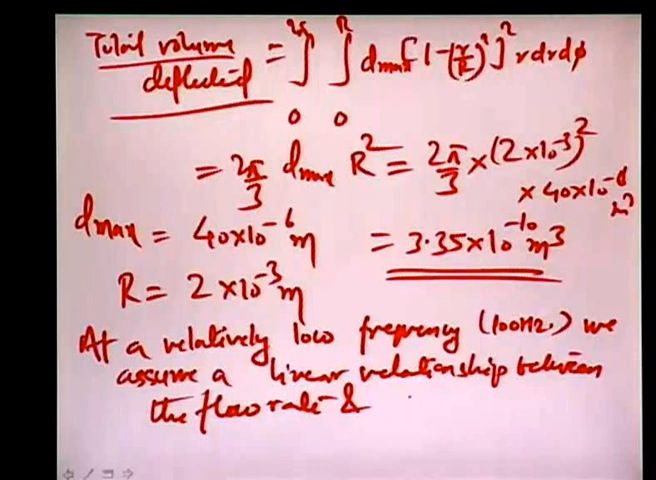 Total volume deflected = ∫₀^2π ∫₀^R dmax [1-(r/R)²]² r dr dϕ
= 2π/3 dmax R² = 2π/3 × (2×10⁻³)² × 40×10⁻⁶ m³
dmax = 40×10⁻⁶ m = 3.35×10⁻¹⁰ m³
R = 2×10⁻³ m
At a relatively low frequency (100Hz.) we
assume a linear relationship between
the flow rate &